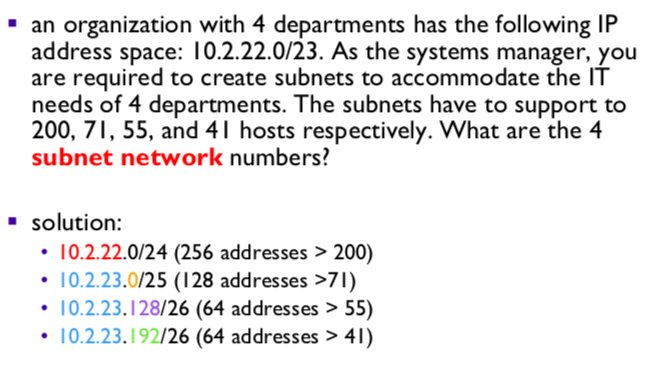 ▪ an organization with 4 departments has the following IP
address space: 10.2.22.0/23. As the systems manager, you
are required to create subnets to accommodate the IT
needs of 4 departments. The subnets have to support to
200, 71, 55, and 41 hosts respectively. What are the 4
subnet network numbers?
▪ solution:
• 10.2.22.0/24 (256 addresses > 200)
• 10.2.23.0/25 (128 addresses >71)
• 10.2.23.128/26 (64 addresses > 55)
• 10.2.23.192/26 (64 addresses > 41)